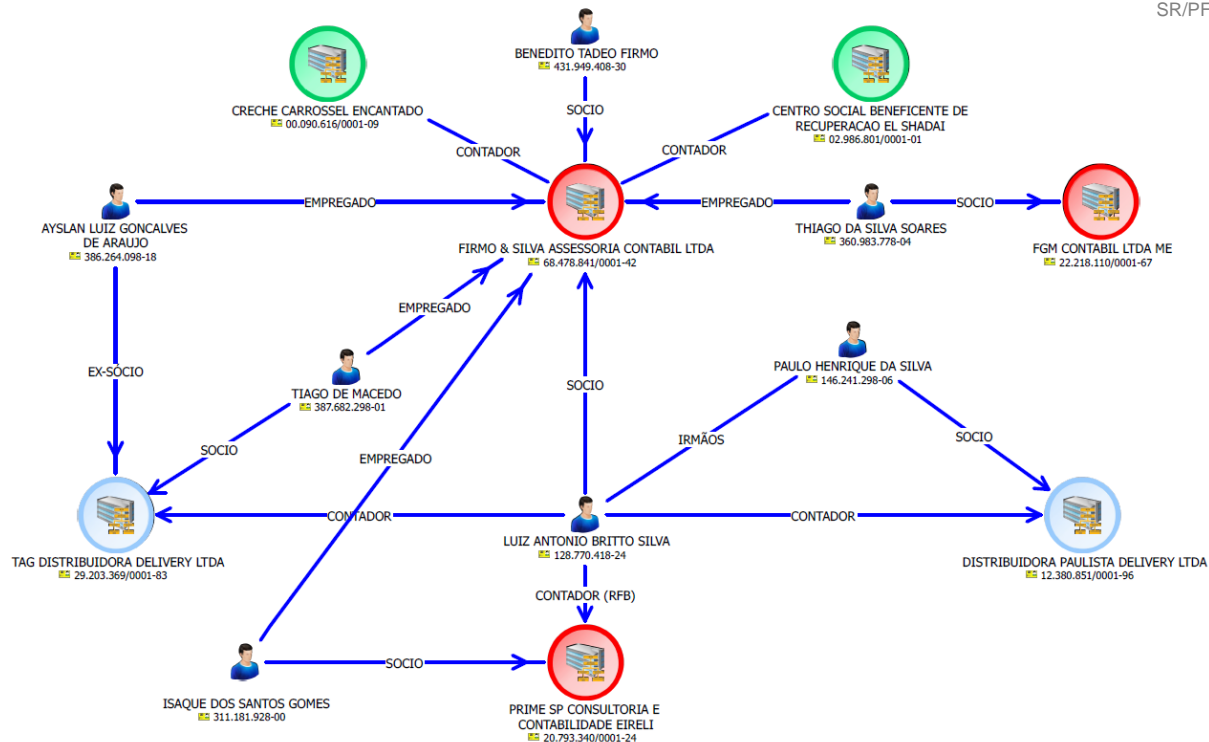 SR/PF
BENEDITO TADEO FIRMO
431.949.408-30
CRECHE CARROSSEL ENCANTADO
00.090.616/0001-09
SOCIO
CENTRO SOCIAL BENEFICENTE DE
RECUPERACAO EL SHADAI
02.986.801/0001-01
CONTADOR
CONTADOR
AYSLAN LUIZ GONCALVES
DE ARAUJO
386.264.098-18
EMPREGADO
FIRMO & SILVA ASSESSORIA CONTABIL LTDA
68.478.841/0001-42
EMPREGADO
THIAGO DA SILVA SOARES
360.983.778-04
SOCIO
FGM CONTABIL LTDA ME
22.218.110/0001-67
EMPREGADO
EX-SÓCIO
TIAGO DE MACEDO
387.682.298-01
SOCIO
PAULO HENRIQUE DA SILVA
146.241.298-06
SOCIO
EMPREGADO
IRMÃOS
SOCIO
TAG DISTRIBUIDORA DELIVERY LTDA
29.203.369/0001-83
CONTADOR
LUIZ ANTONIO BRITTO SILVA
128.770.418-24
CONTADOR
DISTRIBUIDORA PAULISTA DELIVERY LTDA
12.380.851/0001-96
CONTADOR (RFB)
ISAQUE DOS SANTOS GOMES
311.181.928-00
SOCIO
PRIME SP CONSULTORIA E
CONTABILIDADE EIRELI
20.793.340/0001-24